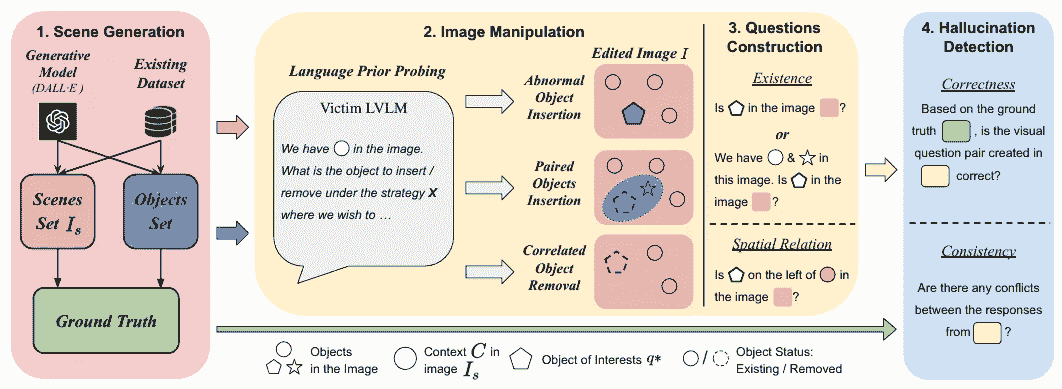 1. Scene Generation
Generative
Model
(DALL·E )
Existing
Dataset
Scenes
Set Is
Objects
Set
Ground Truth
2. Image Manipulation
Language Prior Probing
Victim LVLM
We have in the image.
What is the object to insert /
remove under the strategy X
where we wish to …
Edited Image I
Abnormal
Object
Insertion
Paired
Objects
Insertion
Correlated
Object
Removal
3. Questions
Construction
Existence
Is in the image ?
or
We have & in
this image. Is in the
image ?
Spatial Relation
Is on the left of in
the image ?
4. Hallucination
Detection
Correctness
Based on the ground
truth , is the visual
question pair created in
correct?
Consistency
Are there any conflicts
between the responses
from ?
Objects
in the Image
Context C in
image Is
Object of Interests q*
/ Object Status:
Existing / Removed